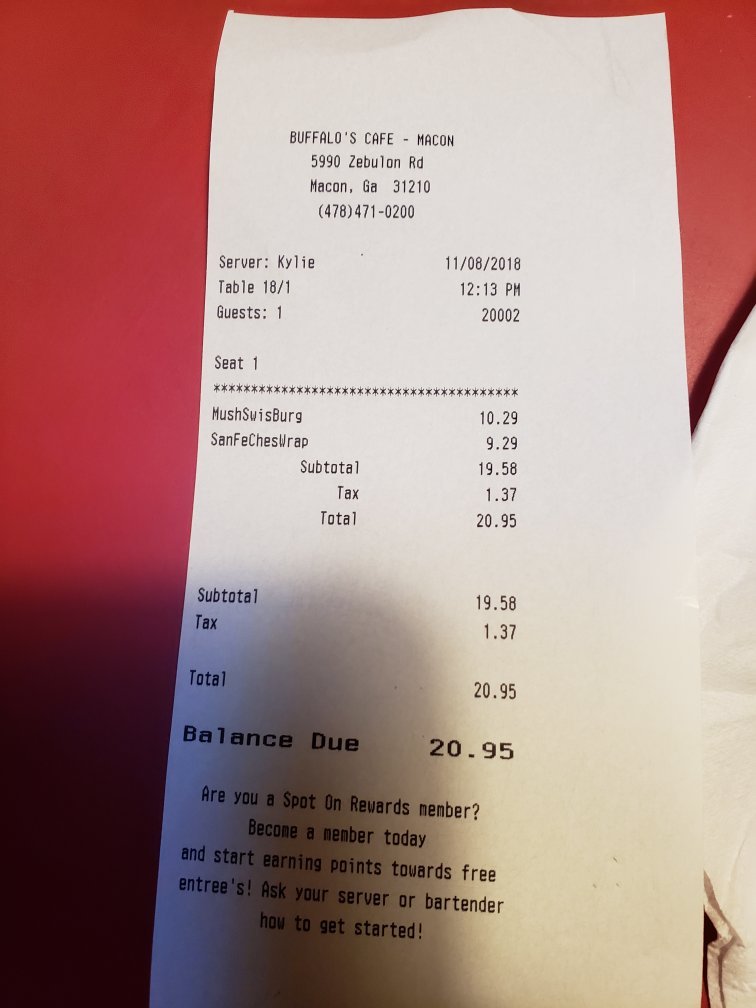 BUFFALO'S CAFE - MACON
5990 Zebulon Rd
Macon, Ga 31210
(478)471-0200
Server: Kylie 11/08/2018
Table 18/1 12:13 PM
Guests: 1 20002
Seat 1
****************************************
MushSwisBurg 10.29
SanFeChesWrap 9.29
Subtotal 19.58
Tax 1.37
Total 20.95
Subtotal 19.58
Tax 1.37
Total 20.95
Balance Due 20.95
Are you a Spot On Rewards member?
Become a member today
and start earning points towards free
entree's! Ask your server or bartender
how to get started!